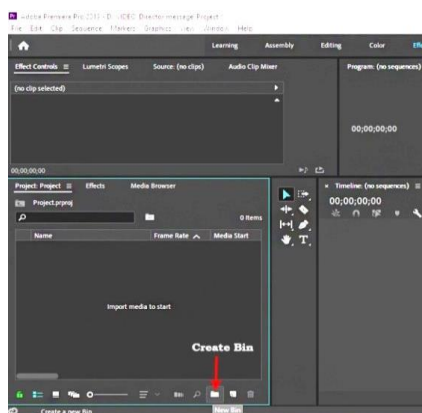 Adobe Premiere Pro
File Edit Clip Sequence Markers Graphics View Window Help
Learning Assembly Editing Color
Effect Controls Lumetri Scopes Source: (no clips) Audio Clip Mixer Program: (no sequences)
(no clip selected)
00;00;00;00
00;00;00;00
Project: Project Effects Media Browser Timeline: (no sequences)
Project.prproj 00;00;00;00
0 Items
Name Frame Rate Media Start
Import media to start
Create Bin
New Bin
Create a new Bin